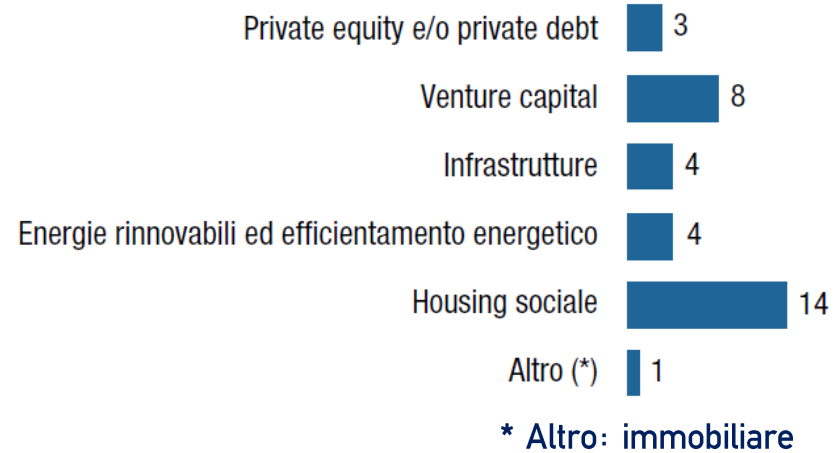 Private equity e/o private debt 3
Venture capital 8
Infrastrutture 4
Energie rinnovabili ed efficientamento energetico 4
Housing sociale 14
Altro (*) 1
* Altro: immobiliare